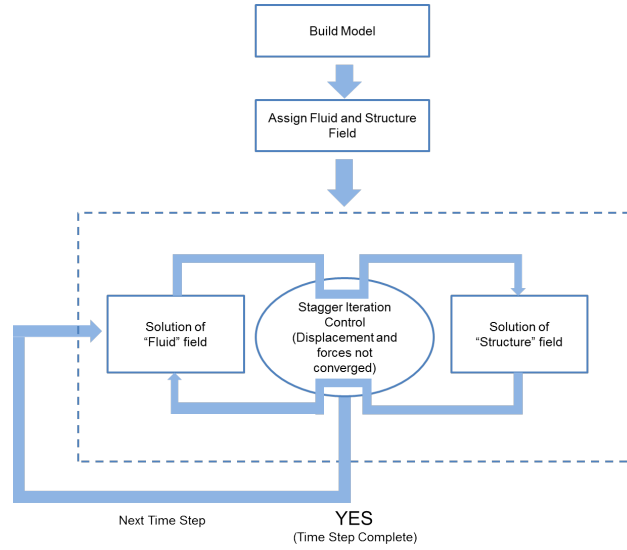 Build Model
Assign Fluid and Structure
Field
Solution of
“Fluid” field
Stagger Iteration
Control
(Displacement and
forces not
converged)
Solution of
“Structure” field
Next Time Step
YES
(Time Step Complete)